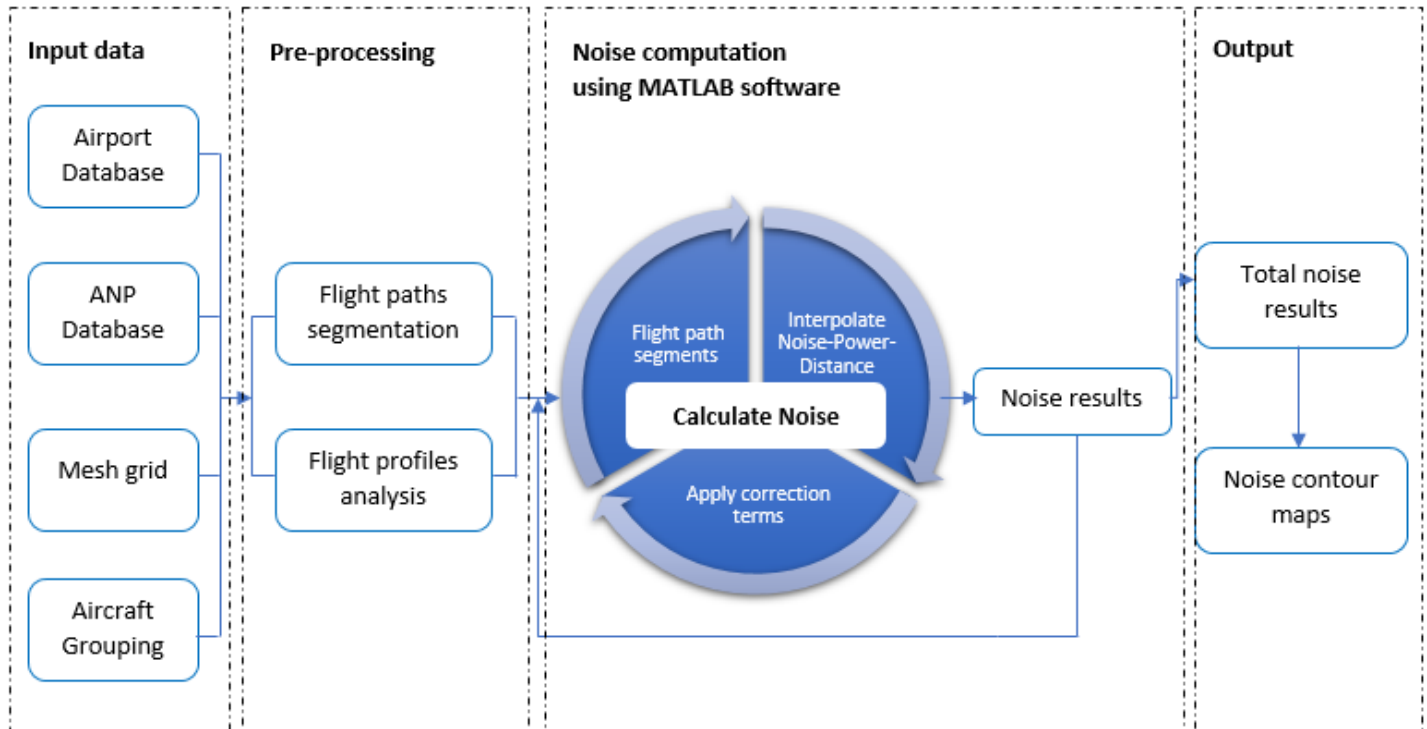 Input data
Airport
Database
ANP
Database
Mesh grid
Aircraft
Grouping
Pre-processing
Flight paths
segmentation
Flight profiles
analysis
Noise computation
using MATLAB software
Flight path
segments
Interpolate
Noise-Power-
Distance
Calculate Noise
Apply correction
terms
Noise results
Output
Total noise
results
Noise contour
maps